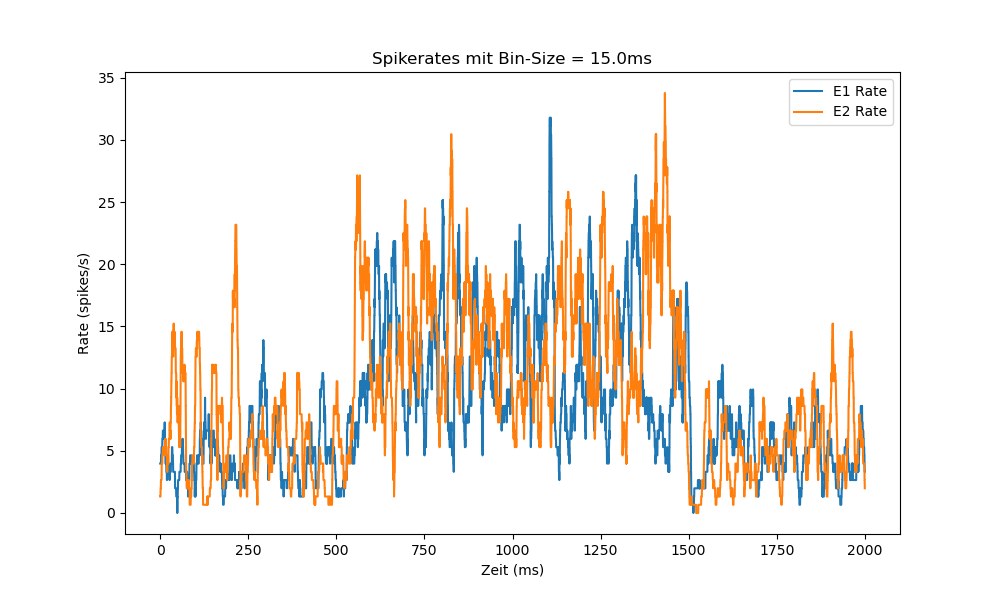 Spikerates mit Bin-Size = 15.0ms
E1 Rate
E2 Rate
Rate (spikes/s)
35
30
25
20
15
10
5
0
0 250 500 750 1000 1250 1500 1750 2000
Zeit (ms)